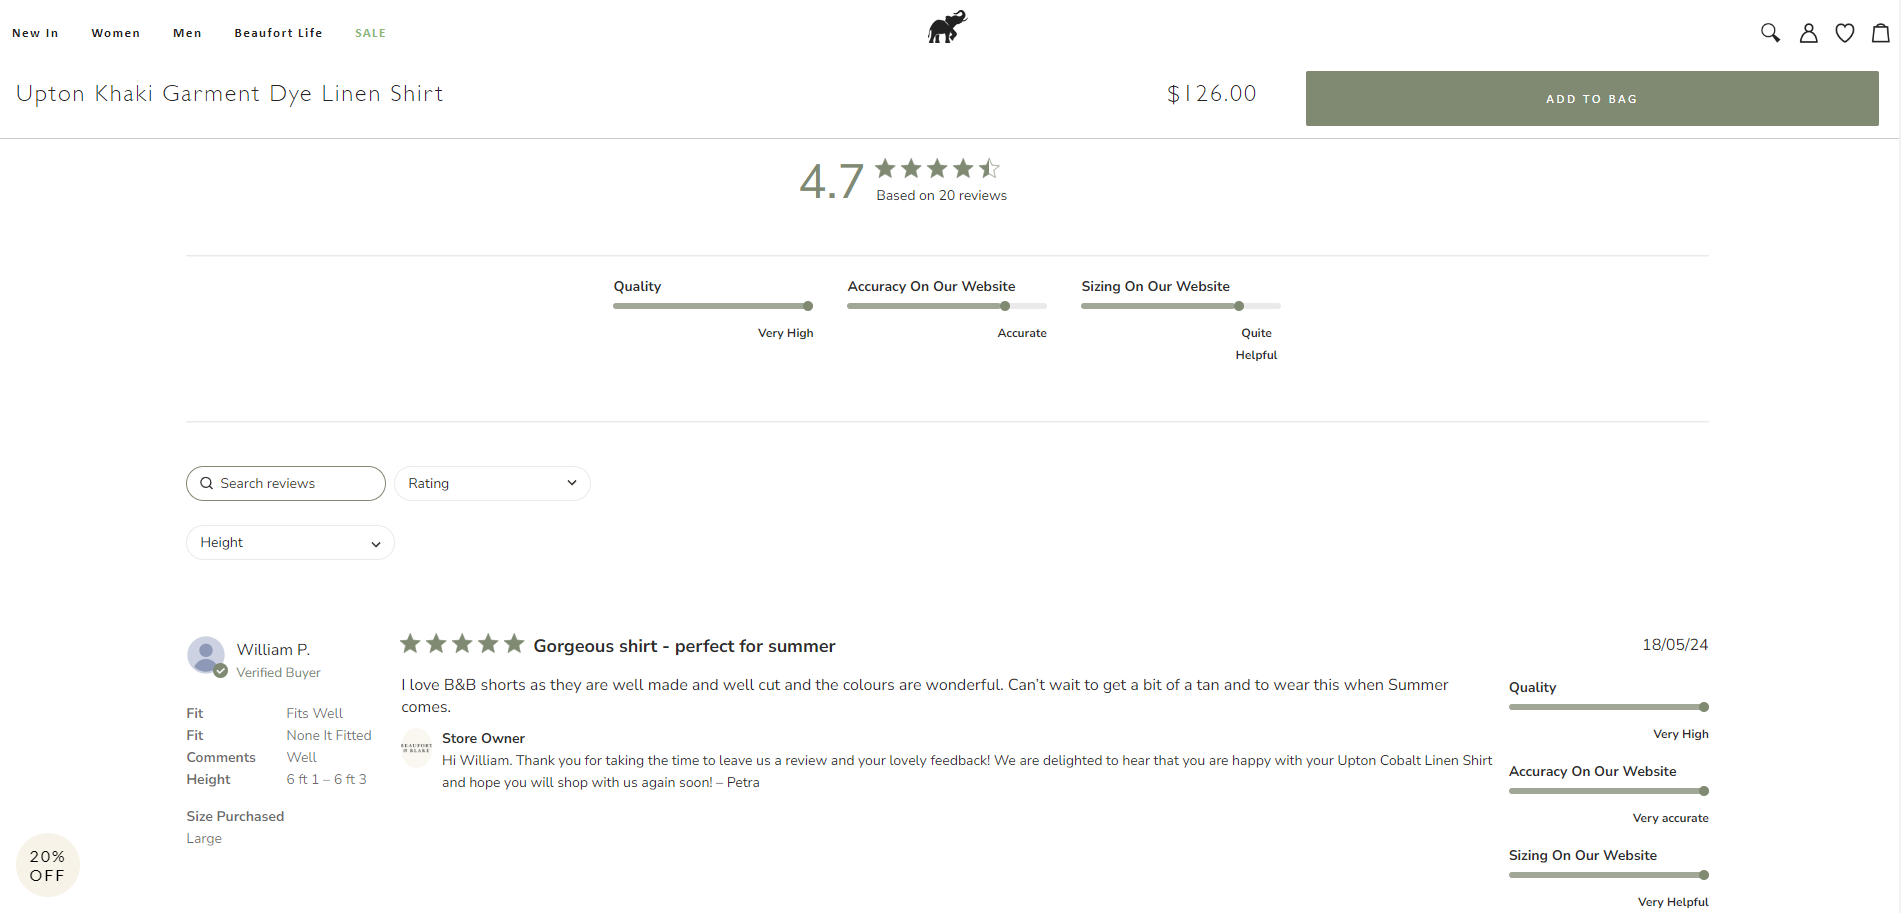 New In
Women
Men
Beaufort Life
SALE
Upton Khaki Garment Dye Linen Shirt
$126.00
ADD TO BAG
4.7
Based on 20 reviews
Quality
Very High
Accuracy On Our Website
Accurate
Sizing On Our Website
Quite
Helpful
Search reviews
Rating
Height
William P.
Verified Buyer
Fit
Fits Well
Fit
Comments
None It Fitted
Well
Height
6 ft 1 – 6 ft 3
Size Purchased
Large
Gorgeous shirt - perfect for summer
18/05/24
I love B&B shorts as they are well made and well cut and the colours are wonderful. Can't wait to get a bit of a tan and to wear this when Summer
comes.
BEAUFORT
& BLAKE
Store Owner
Hi William. Thank you for taking the time to leave us a review and your lovely feedback! We are delighted to hear that you are happy with your Upton Cobalt Linen Shirt
and hope you will shop with us again soon! – Petra
Quality
Very High
Accuracy On Our Website
Very accurate
Sizing On Our Website
Very Helpful
20%
OFF